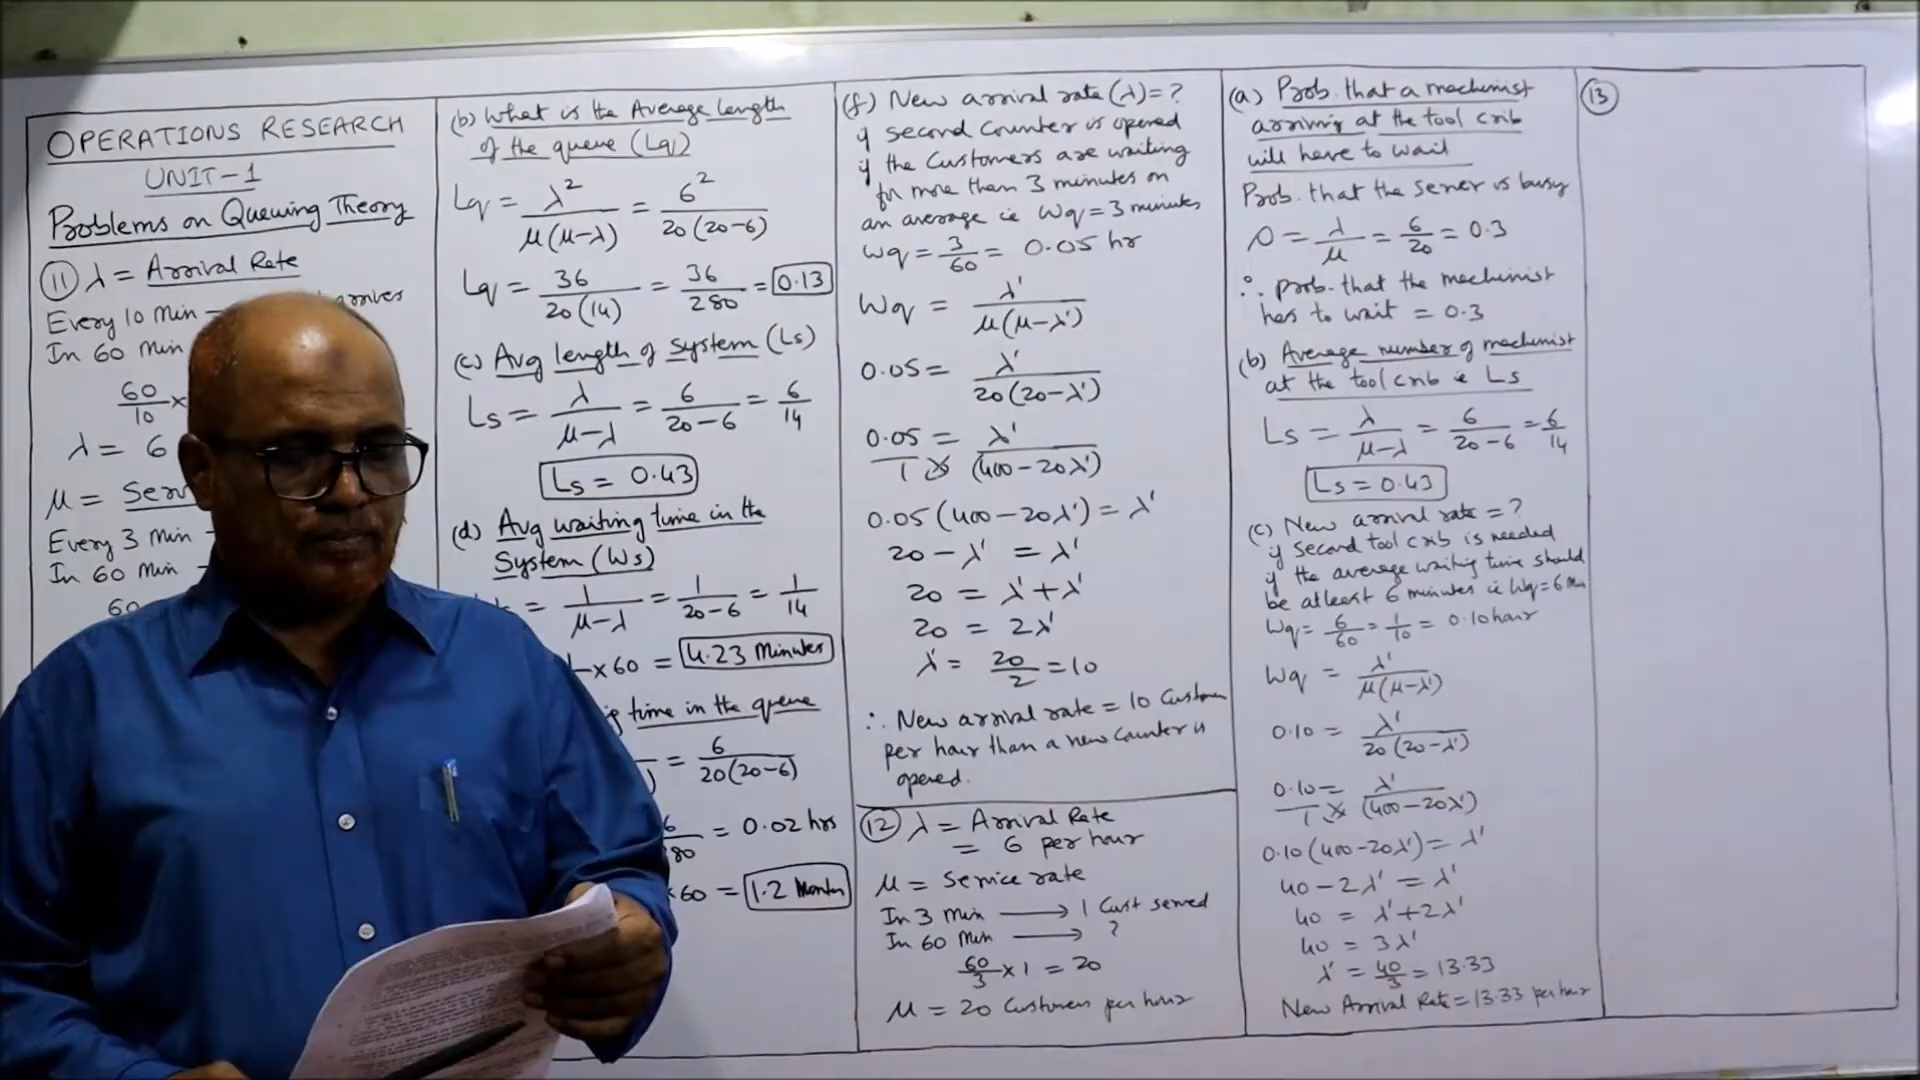 OPERATIONS RESEARCH
UNIT-1
Problems on Queuing Theory
(11) λ = Arrival Rate
Every 10 Min → arrives
In 60 Min
60/10 ×
λ = 6
μ = Serv
Every 3 Min
In 60 Min →
60
(b) What is the Average length
of the queue (Lq)
Lq = λ²/μ(μ-λ) = 6²/20(20-6)
Lq = 36/20(14) = 36/280 = 0.13
(c) Avg length of system (Ls)
Ls = λ/μ-λ = 6/20-6 = 6/14
Ls = 0.43
(d) Avg waiting time in the
System (Ws)
= 1/μ-λ = 1/20-6 = 1/14
×60 = 4.23 Minutes
time in the queue
= 6/20(20-6)
= 0.02 hrs
×60 = 1.2
(f) New arrival rate (λ) = ?
if second counter is opened
if the customers are waiting
for more than 3 minutes on
an average ie Wq = 3 minutes
Wq = 3/60 = 0.05 hr
Wq = λ'/μ(μ-λ')
0.05 = λ'/20(20-λ')
0.05/1 = λ'/(400-20λ')
0.05(400-20λ') = λ'
20-λ' = λ'
20 = λ'+λ'
20 = 2λ'
λ' = 20/2 = 10
∴ New arrival rate = 10 Custom
per hour than a new counter is
opened.
(12) λ = Arrival Rate
= 6 per hour
μ = Service rate
In 3 Min → 1 Cust served
In 60 Min → ?
60/3 × 1 = 20
μ = 20 Customers per hour
(a) Prob. that a machinist
arriving at the tool crib
will have to wait
Prob. that the server is busy
ρ = λ/μ = 6/20 = 0.3
∴ prob. that the machinist
has to wait = 0.3
(b) Average number of machinist
at the tool crib ie Ls
Ls = λ/μ-λ = 6/20-6 = 6/14
Ls = 0.43
(c) New arrival rate = ?
if second tool crib is needed
if the average waiting time should
be atleast 6 minutes ie Wq = 6 Min
Wq = 6/60 = 1/10 = 0.10 hour
Wq = λ'/μ(μ-λ')
0.10 = λ'/20(20-λ')
0.10/1 = λ'/(400-20λ')
0.10(400-20λ') = λ'
40-2λ' = λ'
40 = λ'+2λ'
40 = 3λ'
λ' = 40/3 = 13.33
New Arrival Rate = 13.33 per hour
(13)